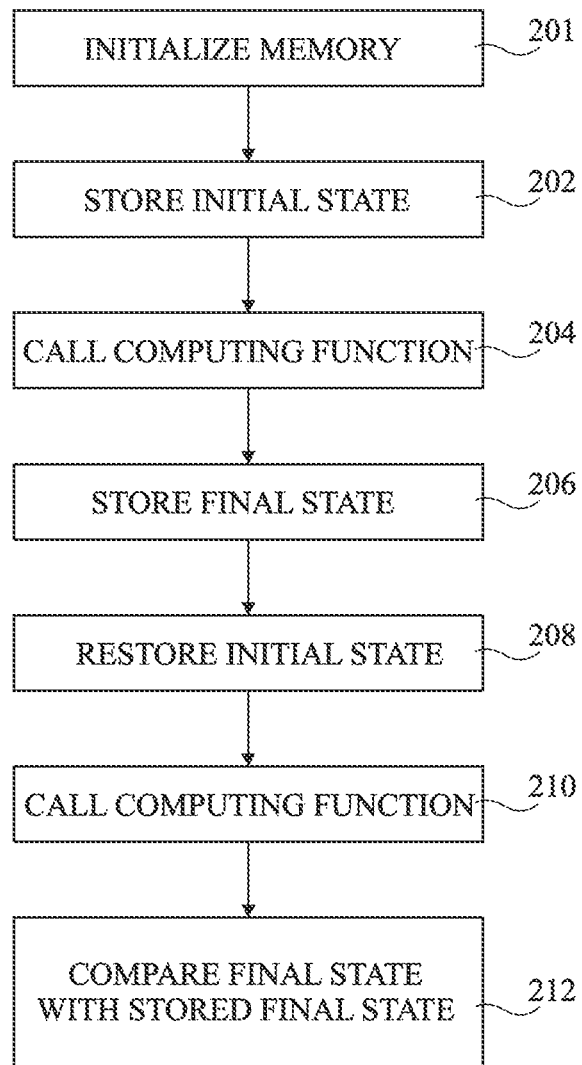 INITIALIZE MEMORY
201
STORE INITIAL STATE
202
CALL COMPUTING FUNCTION
204
STORE FINAL STATE
206
RESTORE INITIAL STATE
208
CALL COMPUTING FUNCTION
210
COMPARE FINAL STATE
WITH STORED FINAL STATE
212